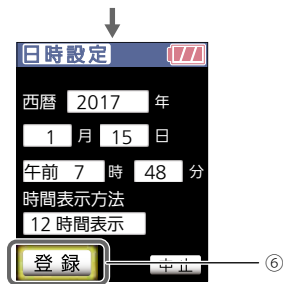 日時設定
西暦 2017 年
1 月 15 日
午前 7 時 48 分
時間表示方法
12 時間表示
登録 中止 ⑥